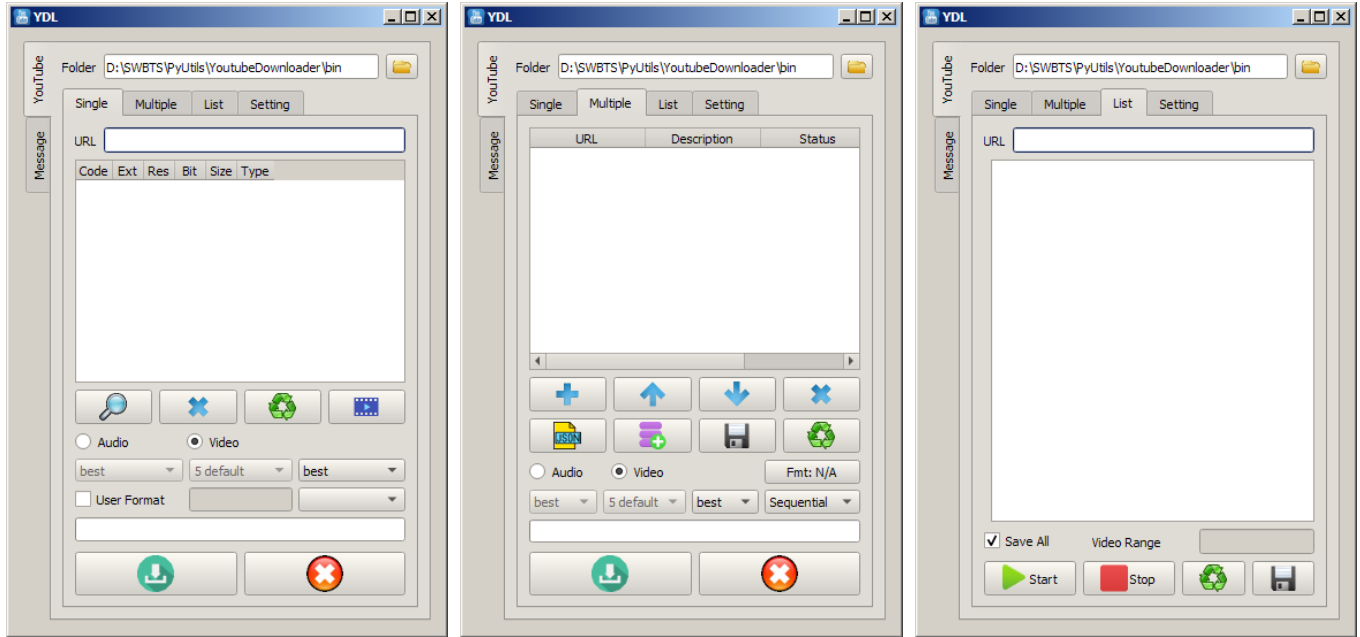 YDL
YouTube
Message
Folder D:\SWBTS\PyUtils\YoutubeDownloader\bin
Single Multiple List Setting
URL
Code Ext Res Bit Size Type
Audio Video
best 5 default best
User Format
YDL
YouTube
Message
Folder D:\SWBTS\PyUtils\YoutubeDownloader\bin
Single Multiple List Setting
URL Description Status
JSON
Audio Video Fmt: N/A
best 5 default best Sequential
YDL
YouTube
Message
Folder D:\SWBTS\PyUtils\YoutubeDownloader\bin
Single Multiple List Setting
URL
Save All Video Range
Start Stop